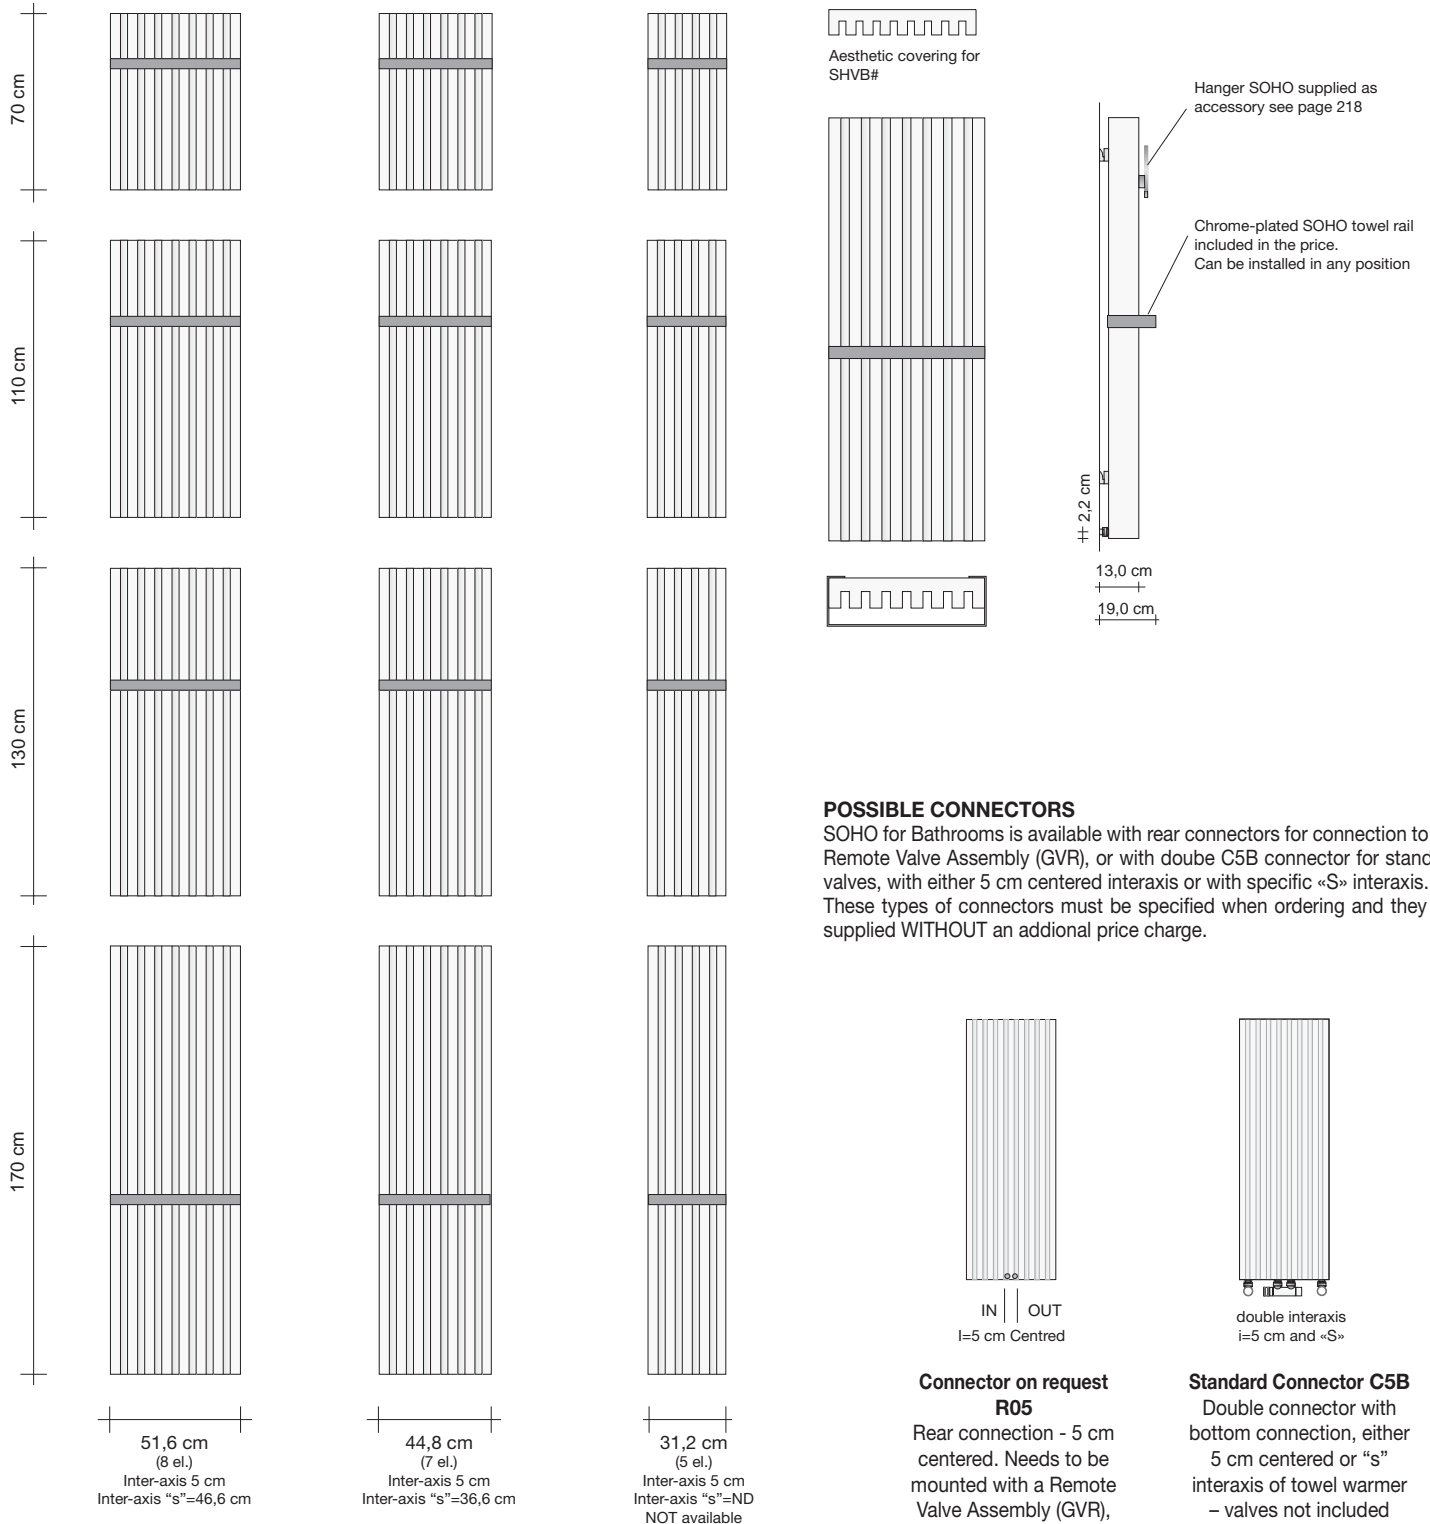 70 cm
110 cm
130 cm
170 cm
51,6 cm
(8 el.)
Inter-axis 5 cm
Inter-axis “s”=46,6 cm
44,8 cm
(7 el.)
Inter-axis 5 cm
Inter-axis “s”=36,6 cm
31,2 cm
(5 el.)
Inter-axis 5 cm
Inter-axis “s”=ND
NOT available
Aesthetic covering for
SHVB#
Hanger SOHO supplied as
accessory see page 218
Chrome-plated SOHO towel rail
included in the price.
Can be installed in any position
2,2 cm
13,0 cm
19,0 cm
POSSIBLE CONNECTORS
SOHO for Bathrooms is available with rear connectors for connection to
Remote Valve Assembly (GVR), or with doube C5B connector for stand
valves, with either 5 cm centered interaxis or with specific «S» interaxis.
These types of connectors must be specified when ordering and they
supplied WITHOUT an addional price charge.
IN OUT
I=5 cm Centred
Connector on request
R05
Rear connection - 5 cm
centered. Needs to be
mounted with a Remote
Valve Assembly (GVR),
double interaxis
i=5 cm and «S»
Standard Connector C5B
Double connector with
bottom connection, either
5 cm centered or “s”
interaxis of towel warmer
– valves not included